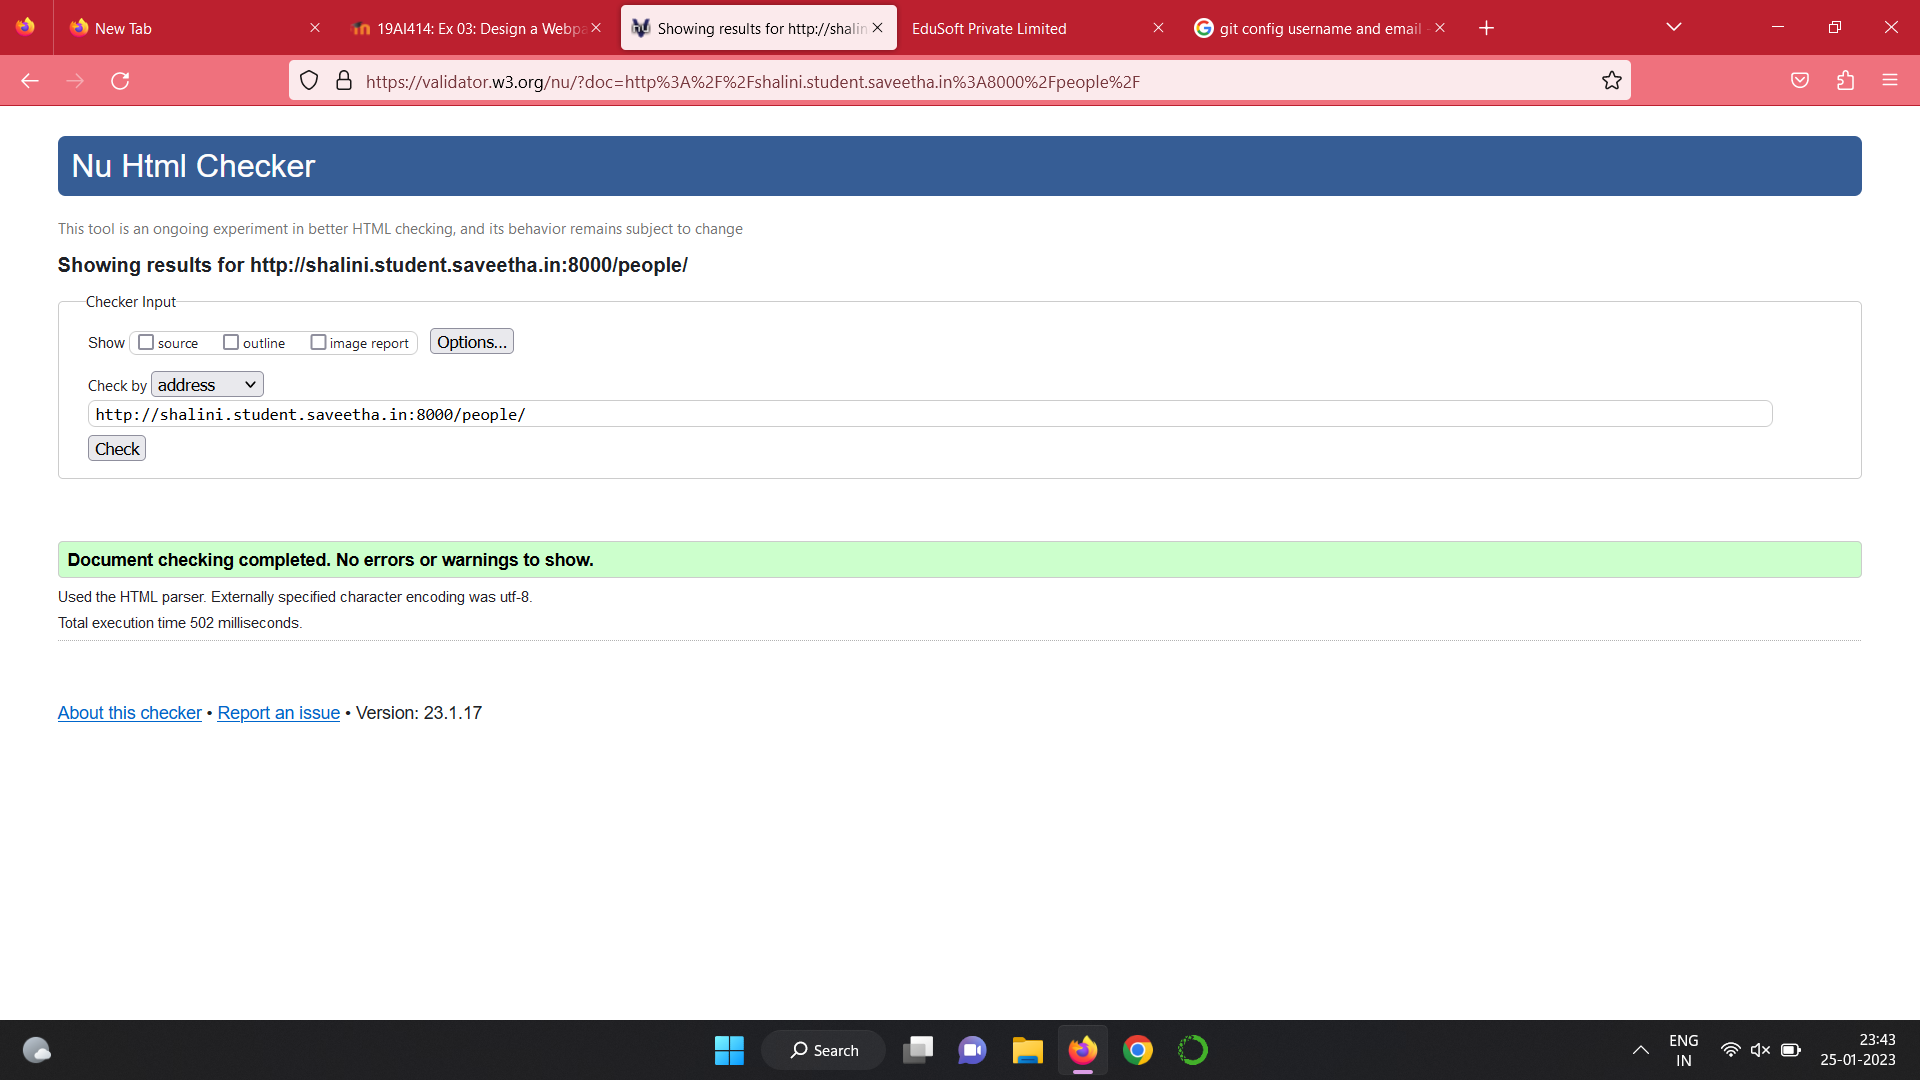 New Tab
19AI414: Ex 03: Design a Webpa
Showing results for http://shalin
EduSoft Private Limited
git config username and email -
https://validator.w3.org/nu/?doc=http%3A%2F%2Fshalini.student.saveetha.in%3A8000%2Fpeople%2F
Nu Html Checker
This tool is an ongoing experiment in better HTML checking, and its behavior remains subject to change
Showing results for http://shalini.student.saveetha.in:8000/people/
Checker Input
Show source outline image report Options...
Check by address
http://shalini.student.saveetha.in:8000/people/
Check
Document checking completed. No errors or warnings to show.
Used the HTML parser. Externally specified character encoding was utf-8.
Total execution time 502 milliseconds.
About this checker • Report an issue • Version: 23.1.17
Search
ENG
IN
23:43
25-01-2023